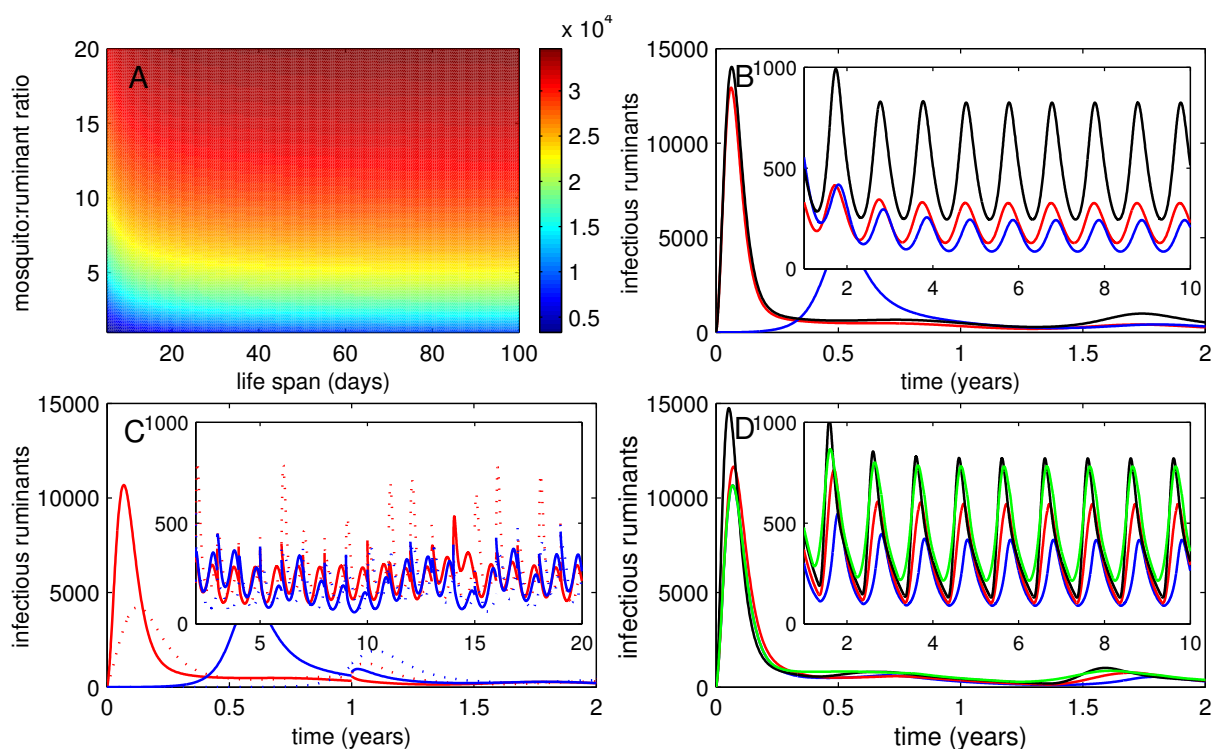 x 10^4
A
20
15
10
5
mosquito:ruminant ratio
20 40 60 80 100
life span (days)
3
2.5
2
1.5
1
0.5
B
15000
10000
5000
0
infectious ruminants
0 0.5 1 1.5 2
time (years)
1000
500
0
2 4 6 8 10
C
15000
10000
5000
0
infectious ruminants
0 0.5 1 1.5 2
time (years)
1000
500
0
5 10 15 20
D
15000
10000
5000
0
infectious ruminants
0 0.5 1 1.5 2
time (years)
1000
500
0
2 4 6 8 10